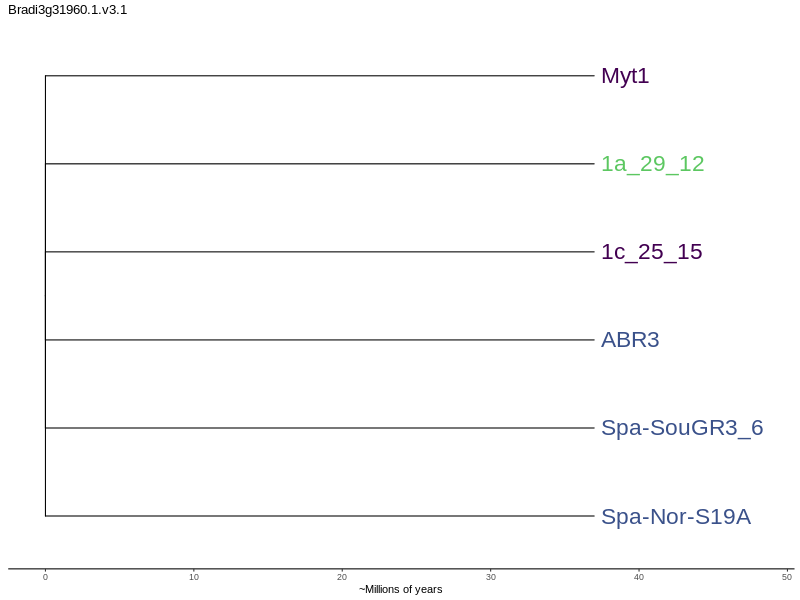 Bradi3g31960.1.v3.1
Myt1
1a_29_12
1c_25_15
ABR3
Spa-SouGR3_6
Spa-Nor-S19A
0 10 20 30 40 50
~Millions of years